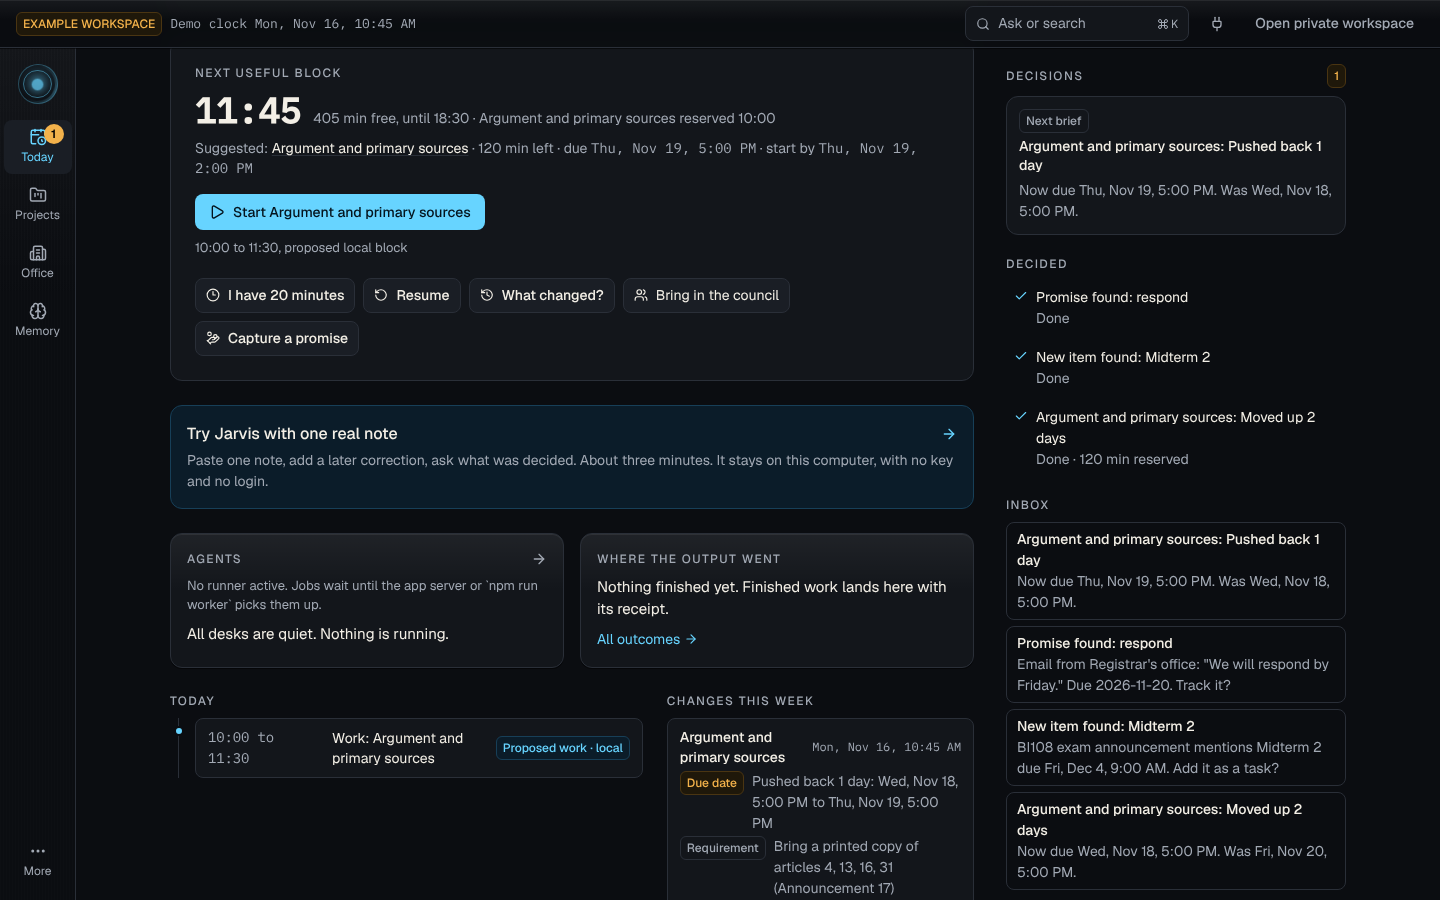 EXAMPLE WORKSPACE Demo clock Mon, Nov 16, 10:45 AM
Ask or search ⌘K
Open private workspace
1
Today
Projects
Office
Memory
More
NEXT USEFUL BLOCK
11:45 405 min free, until 18:30 · Argument and primary sources reserved 10:00
Suggested: Argument and primary sources · 120 min left · due Thu, Nov 19, 5:00 PM · start by Thu, Nov 19,
2:00 PM
Start Argument and primary sources
10:00 to 11:30, proposed local block
I have 20 minutes
Resume
What changed?
Bring in the council
Capture a promise
Try Jarvis with one real note
Paste one note, add a later correction, ask what was decided. About three minutes. It stays on this computer, with no key
and no login.
AGENTS
No runner active. Jobs wait until the app server or `npm run
worker` picks them up.
All desks are quiet. Nothing is running.
WHERE THE OUTPUT WENT
Nothing finished yet. Finished work lands here with
its receipt.
All outcomes
TODAY
10:00 to
11:30
Work: Argument and
primary sources
Proposed work · local
CHANGES THIS WEEK
Argument and
primary sources
Mon, Nov 16, 10:45 AM
Due date
Pushed back 1 day: Wed, Nov 18,
5:00 PM to Thu, Nov 19, 5:00
PM
Requirement
Bring a printed copy of
articles 4, 13, 16, 31
(Announcement 17)
DECISIONS 1
Next brief
Argument and primary sources: Pushed back 1
day
Now due Thu, Nov 19, 5:00 PM. Was Wed, Nov 18,
5:00 PM.
DECIDED
Promise found: respond
Done
New item found: Midterm 2
Done
Argument and primary sources: Moved up 2
days
Done · 120 min reserved
INBOX
Argument and primary sources: Pushed back 1
day
Now due Thu, Nov 19, 5:00 PM. Was Wed, Nov 18,
5:00 PM.
Promise found: respond
Email from Registrar's office: "We will respond by
Friday." Due 2026-11-20. Track it?
New item found: Midterm 2
BI108 exam announcement mentions Midterm 2
due Fri, Dec 4, 9:00 AM. Add it as a task?
Argument and primary sources: Moved up 2
days
Now due Wed, Nov 18, 5:00 PM. Was Fri, Nov 20,
5:00 PM.